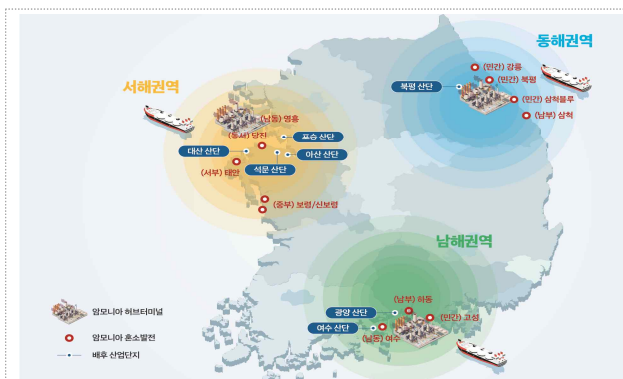 동해권역
(민간) 강릉
(민간) 북평
북평 산단
(민간) 삼척블루
(남부) 삼척
서해권역
(남동) 영흥
(동서) 당진
포승 산단
대산 산단
아산 산단
석문 산단
(서부) 태안
(중부) 보령/신보령
남해권역
(남부) 하동
광양 산단
(민간) 고성
여수 산단
(남동) 여수
암모니아 허브터미널
암모니아 혼소발전
배후 산업단지